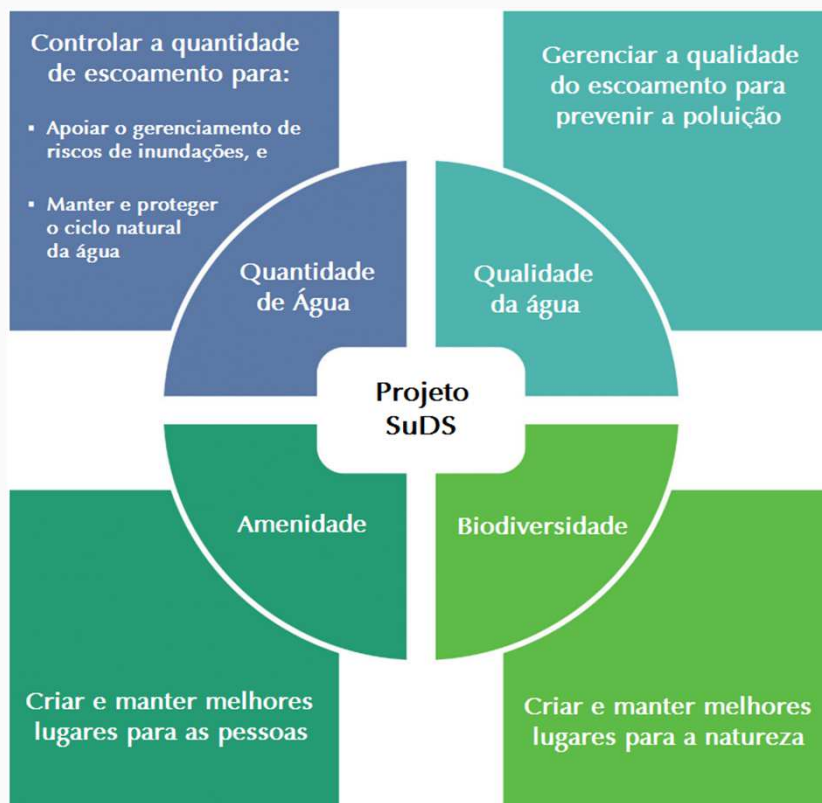 Controlar a quantidade
de escoamento para:
▪ Apoiar o gerenciamento de
riscos de inundações, e
▪ Manter e proteger
o ciclo natural
da água
Quantidade
de Água
Gerenciar a qualidade
do escoamento para
prevenir a poluição
Qualidade
da água
Projeto
SuDS
Amenidade
Criar e manter melhores
lugares para as pessoas
Biodiversidade
Criar e manter melhores
lugares para a natureza